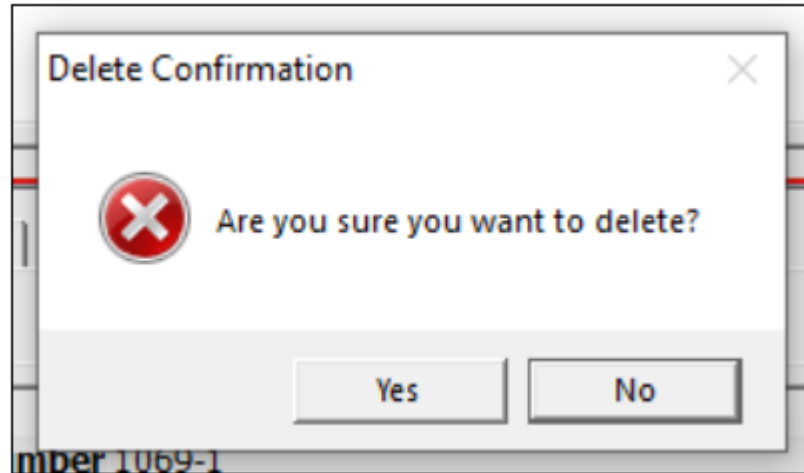 Delete Confirmation
Are you sure you want to delete?
Yes
No
mber 1069-1